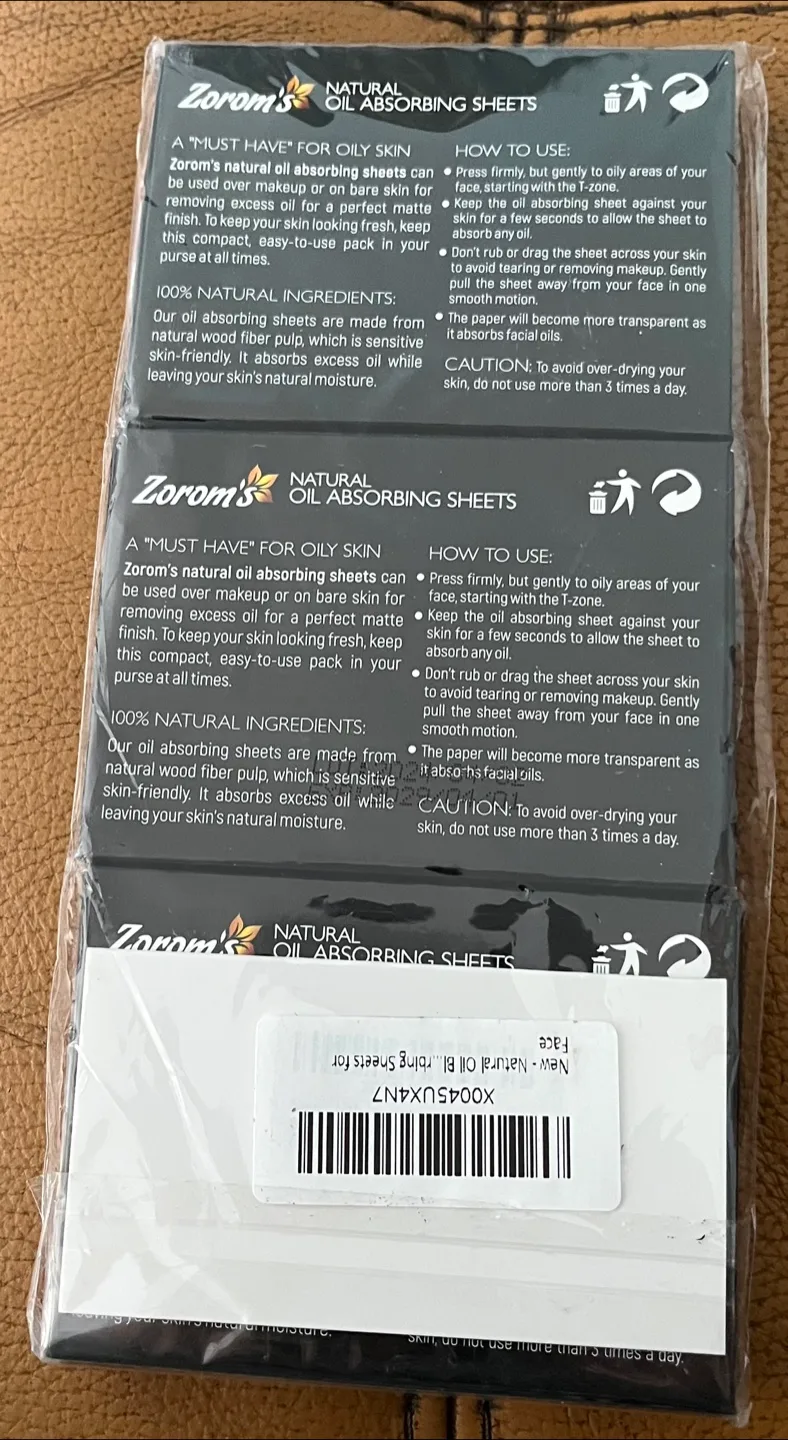 Zorom's
NATURAL
OIL ABSORBING SHEETS
A "MUST HAVE" FOR OILY SKIN
Zorom's natural oil absorbing sheets can
be used over makeup or on bare skin for
removing excess oil for a perfect matte
finish. To keep your skin looking fresh, keep
this compact, easy-to-use pack in your
purse at all times.
100% NATURAL INGREDIENTS:
Our oil absorbing sheets are made from
natural wood fiber pulp, which is sensitive
skin-friendly. It absorbs excess oil while
leaving your skin's natural moisture.
HOW TO USE:
• Press firmly, but gently to oily areas of your
face, starting with the T-zone.
• Keep the oil absorbing sheet against your
skin for a few seconds to allow the sheet to
absorb any oil.
• Don't rub or drag the sheet across your skin
to avoid tearing or removing makeup. Gently
pull the sheet away from your face in one
smooth motion.
• The paper will become more transparent as
it absorbs facial oils.
CAUTION: To avoid over-drying your
skin, do not use more than 3 times a day.
Zorom's
NATURAL
OIL ABSORBING SHEETS
A "MUST HAVE" FOR OILY SKIN
Zorom's natural oil absorbing sheets can
be used over makeup or on bare skin for
removing excess oil for a perfect matte
finish. To keep your skin looking fresh, keep
this compact, easy-to-use pack in your
purse at all times.
100% NATURAL INGREDIENTS:
Our oil absorbing sheets are made from
natural wood fiber pulp, which is sensitive
skin-friendly. It absorbs excess oil while
leaving your skin's natural moisture.
HOW TO USE:
• Press firmly, but gently to oily areas of your
face, starting with the T-zone.
• Keep the oil absorbing sheet against your
skin for a few seconds to allow the sheet to
absorb any oil.
• Don't rub or drag the sheet across your skin
to avoid tearing or removing makeup. Gently
pull the sheet away from your face in one
smooth motion.
• The paper will become more transparent as
it absorbs facial oils.
CAUTION: To avoid over-drying your
skin, do not use more than 3 times a day.
Zorom's
NATURAL
OIL ABSORBING SHEETS
X0045UX4N7
New - Natural Oil Bl...rbing Sheets for
Face
leaving your skin's natural moisture.
skin, do not use more than 3 times a day.